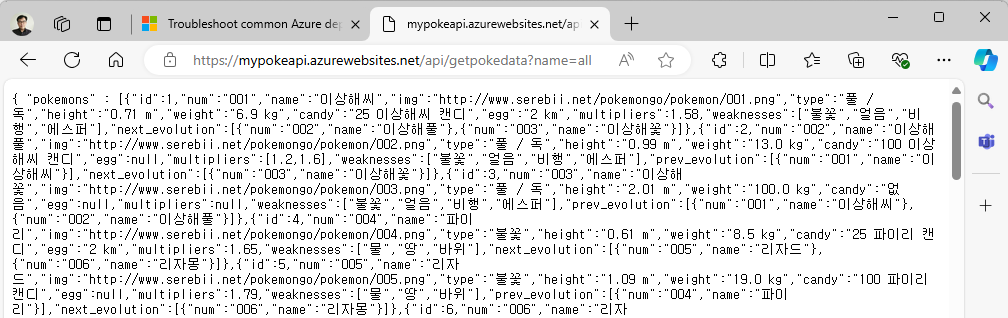 Troubleshoot common Azure dep
mypokeapi.azurewebsites.net/ap
https://mypokeapi.azurewebsites.net/api/getpokedata?name=all
{ "pokemons" : [{"id":1,"num":"001","name":"이상해씨","img":"http://www.serebii.net/pokemongo/pokemon/001.png","type":"풀 /
독","height":"0.71 m","weight":"6.9 kg","candy":"25 이상해씨 캔디","egg":"2 km","multipliers":1.58,"weaknesses":["불꽃","얼음","비
행","에스퍼"],"next_evolution":[{"num":"002","name":"이상해풀"},{"num":"003","name":"이상해꽃"}]},{"id":2,"num":"002","name":"이상해
풀","img":"http://www.serebii.net/pokemongo/pokemon/002.png","type":"풀 / 독","height":"0.99 m","weight":"13.0 kg","candy":"100 이상
해씨 캔디","egg":null,"multipliers":[1.2,1.6],"weaknesses":["불꽃","얼음","비행","에스퍼"],"prev_evolution":[{"num":"001","name":"이
상해씨"}],"next_evolution":[{"num":"003","name":"이상해꽃"}]},{"id":3,"num":"003","name":"이상해
꽃","img":"http://www.serebii.net/pokemongo/pokemon/003.png","type":"풀 / 독","height":"2.01 m","weight":"100.0 kg","candy":"없
음","egg":null,"multipliers":null,"weaknesses":["불꽃","얼음","비행","에스퍼"],"prev_evolution":[{"num":"001","name":"이상해씨"},
{"num":"002","name":"이상해풀"}]},{"id":4,"num":"004","name":"파이
리","img":"http://www.serebii.net/pokemongo/pokemon/004.png","type":"불꽃","height":"0.61 m","weight":"8.5 kg","candy":"25 파이리 캔
디","egg":"2 km","multipliers":1.65,"weaknesses":["물","땅","바위"],"next_evolution":[{"num":"005","name":"리자드"},
{"num":"006","name":"리자몽"}]},{"id":5,"num":"005","name":"리자
드","img":"http://www.serebii.net/pokemongo/pokemon/005.png","type":"불꽃","height":"1.09 m","weight":"19.0 kg","candy":"100 파이리
캔디","egg":null,"multipliers":1.79,"weaknesses":["물","땅","바위"],"prev_evolution":[{"num":"004","name":"파이
리"}],"next_evolution":[{"num":"006","name":"리자몽"}]},{"id":6,"num":"006","name":"리자